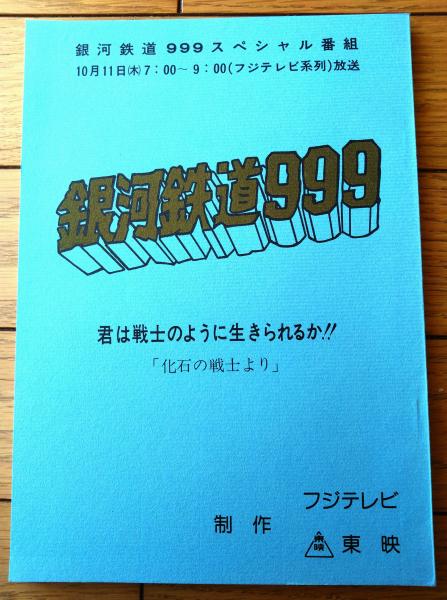 銀河鉄道999スペシャル番組
10月11日㈭7：00～9：00(フジテレビ系列)放送
銀河鉄道999
君は戦士のように生きられるか!!
「化石の戦士より」
フジテレビ
制作
東映 東映